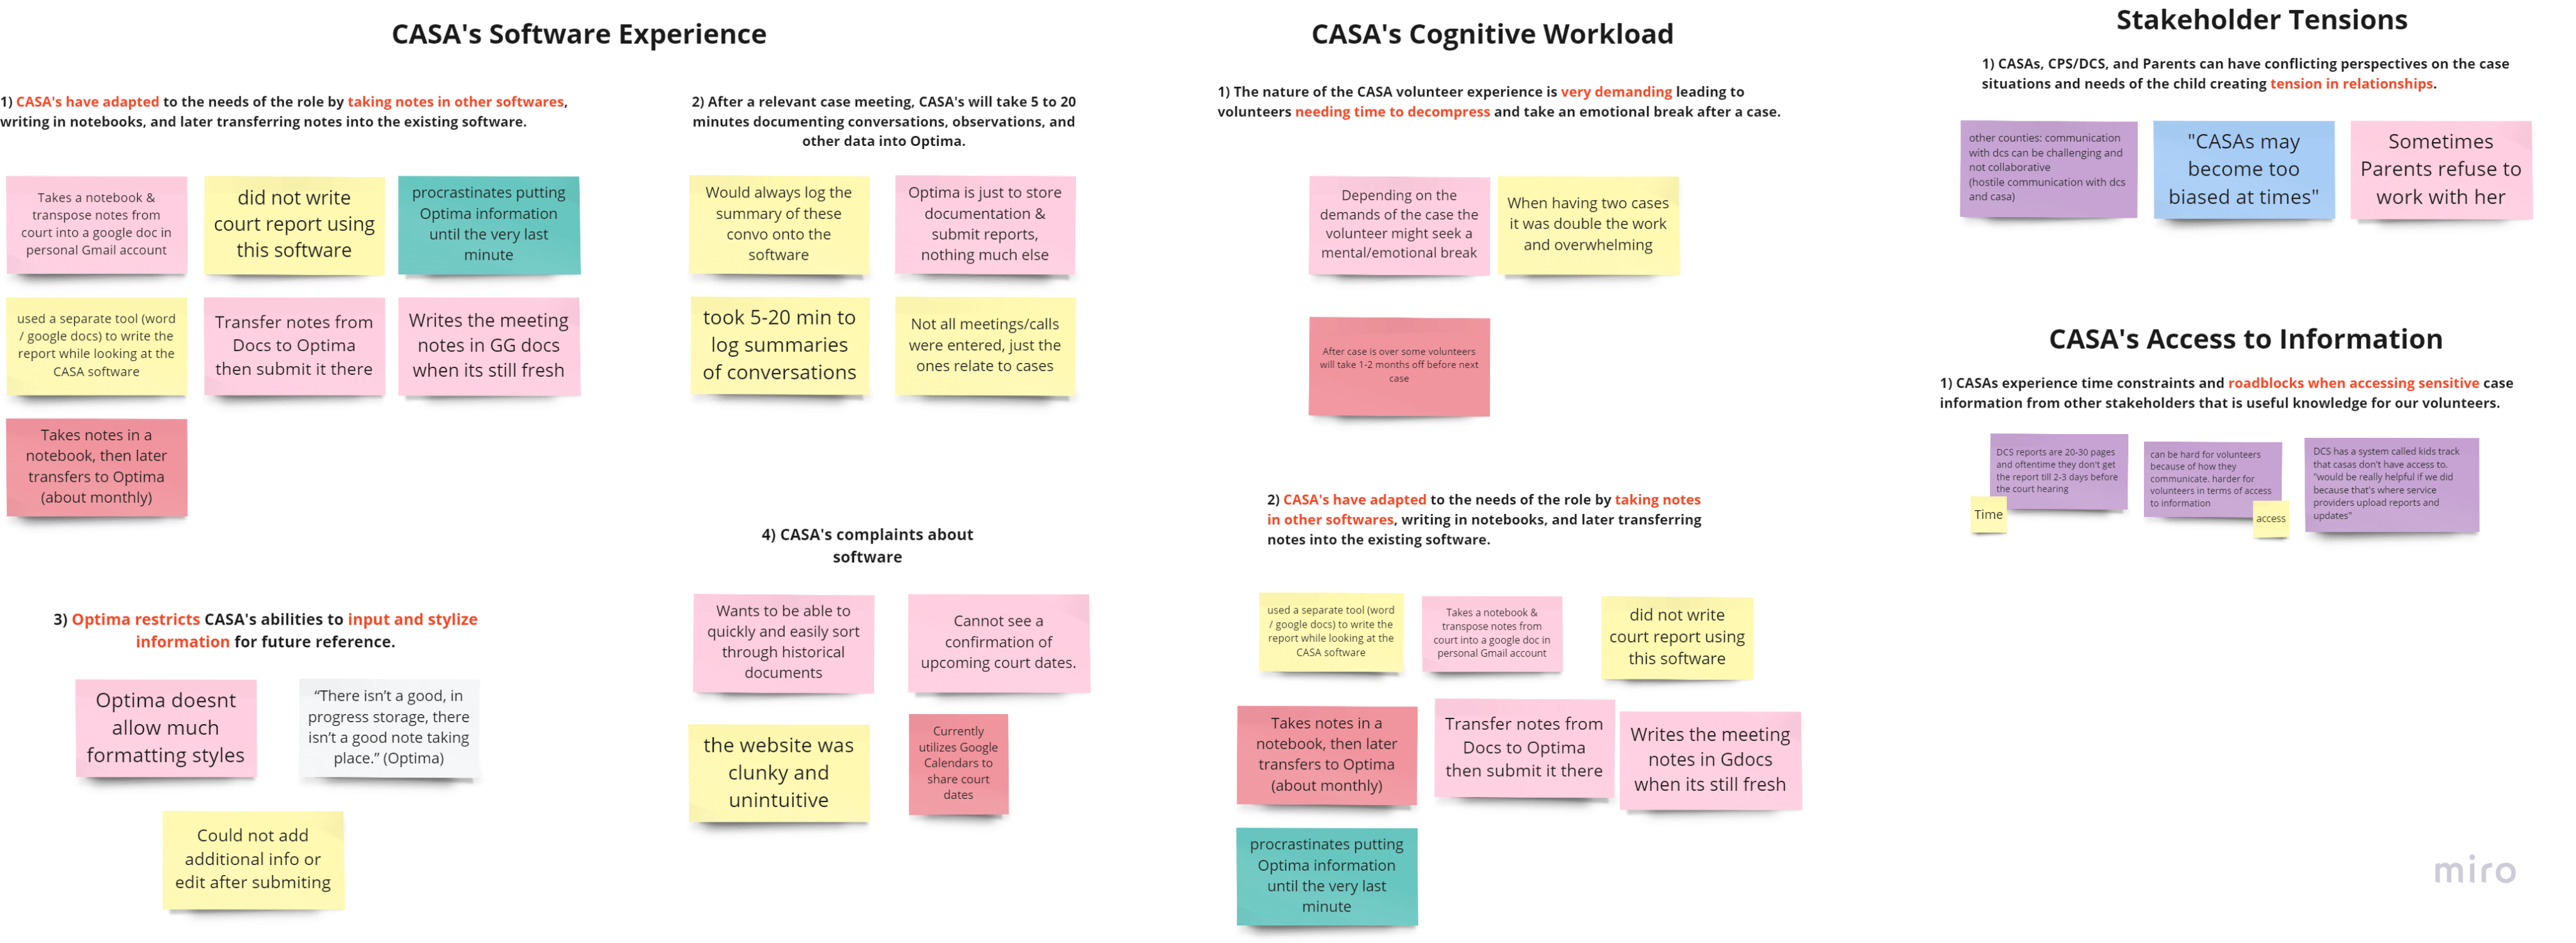 CASA's Software Experience
1) CASA's have adapted to the needs of the role by taking notes in other softwares,
writing in notebooks, and later transferring notes into the existing software.
Takes a notebook &
transpose notes from
court into a google doc in
personal Gmail account
did not write
court report using
this software
procrastinates putting
Optima information
until the very last
minute
used a separate tool (word
/ google docs) to write the
report while looking at the
CASA software
Transfer notes from
Docs to Optima
then submit it there
Writes the meeting
notes in GG docs
when its still fresh
Takes notes in a
notebook, then later
transfers to Optima
(about monthly)
2) After a relevant case meeting, CASA's will take 5 to 20
minutes documenting conversations, observations, and
other data into Optima.
Would always log the
summary of these
convo onto the
software
Optima is just to store
documentation &
submit reports,
nothing much else
took 5-20 min to
log summaries
of conversations
Not all meetings/calls
were entered, just the
ones relate to cases
3) Optima restricts CASA's abilities to input and stylize
information for future reference.
Optima doesnt
allow much
formatting styles
“There isn’t a good, in
progress storage, there
isn’t a good note taking
place.” (Optima)
Could not add
additional info or
edit after submiting
4) CASA's complaints about
software
Wants to be able to
quickly and easily sort
through historical
documents
Cannot see a
confirmation of
upcoming court dates.
the website was
clunky and
unintuitive
Currently
utilizes Google
Calendars to
share court
dates
CASA's Cognitive Workload
1) The nature of the CASA volunteer experience is very demanding leading to
volunteers needing time to decompress and take an emotional break after a case.
Depending on the
demands of the case the
volunteer might seek a
mental/emotional break
When having two cases
it was double the work
and overwhelming
After case is over some volunteers
will take 1-2 months off before next
case
2) CASA's have adapted to the needs of the role by taking notes
in other softwares, writing in notebooks, and later transferring
notes into the existing software.
used a separate tool (word
/ google docs) to write the
report while looking at the
CASA software
Takes a notebook &
transpose notes from
court into a google doc in
personal Gmail account
did not write
court report using
this software
Takes notes in a
notebook, then later
transfers to Optima
(about monthly)
Transfer notes from
Docs to Optima
then submit it there
Writes the meeting
notes in Gdocs
when its still fresh
procrastinates putting
Optima information
until the very last
minute
Stakeholder Tensions
1) CASAs, CPS/DCS, and Parents can have conflicting perspectives on the case
situations and needs of the child creating tension in relationships.
other counties: communication
with dcs can be challenging and
not collaborative
(hostile communication with dcs
and casa)
"CASAs may
become too
biased at times"
Sometimes
Parents refuse to
work with her
CASA's Access to Information
1) CASAs experience time constraints and roadblocks when accessing sensitive case
information from other stakeholders that is useful knowledge for our volunteers.
DCS reports are 20-30 pages
and oftentime they don't get
the report till 2-3 days before
the court hearing
Time
can be hard for volunteers
because of how they
communicate. harder for
volunteers in terms of access
to information
access
DCS has a system called kids track
that casas don't have access to.
"would be really helpful if we did
because that's where service
providers upload reports and
updates"
miro